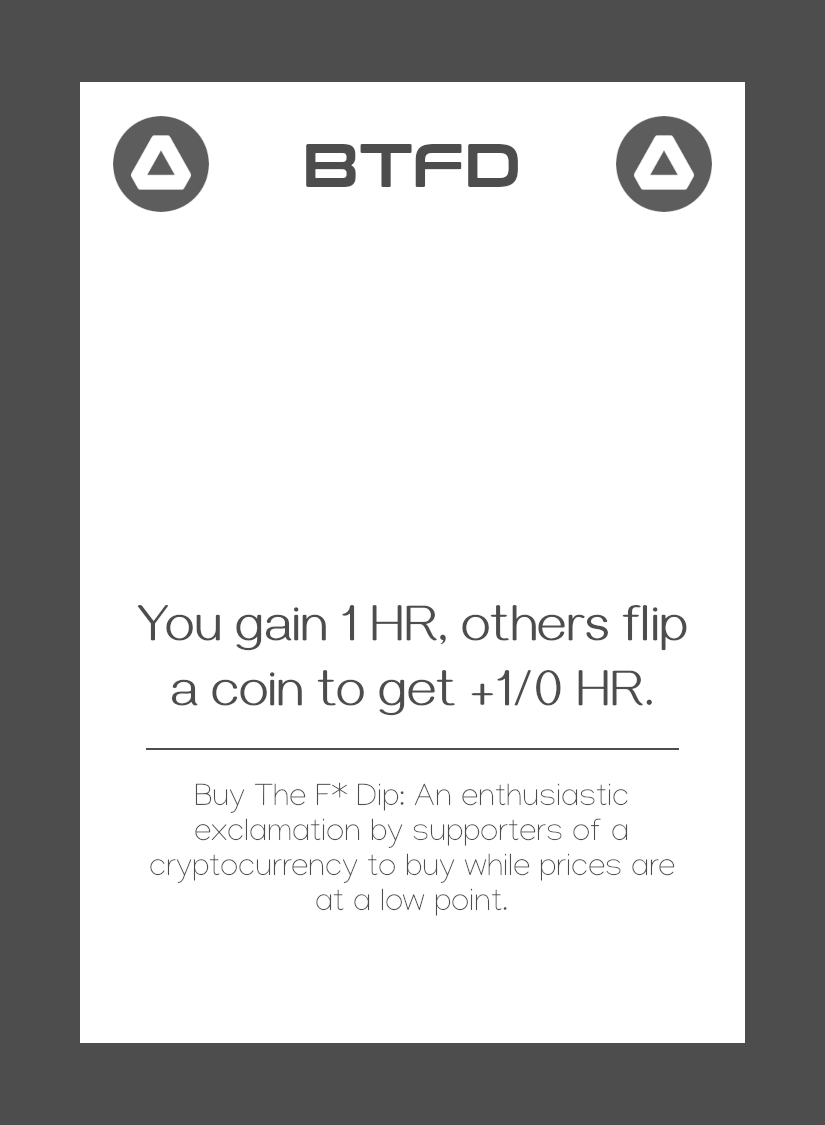 BTFD
You gain 1 HR, others flip
a coin to get +1/0 HR.
Buy The F* Dip: An enthusiastic
exclamation by supporters of a
cryptocurrency to buy while prices are
at a low point.